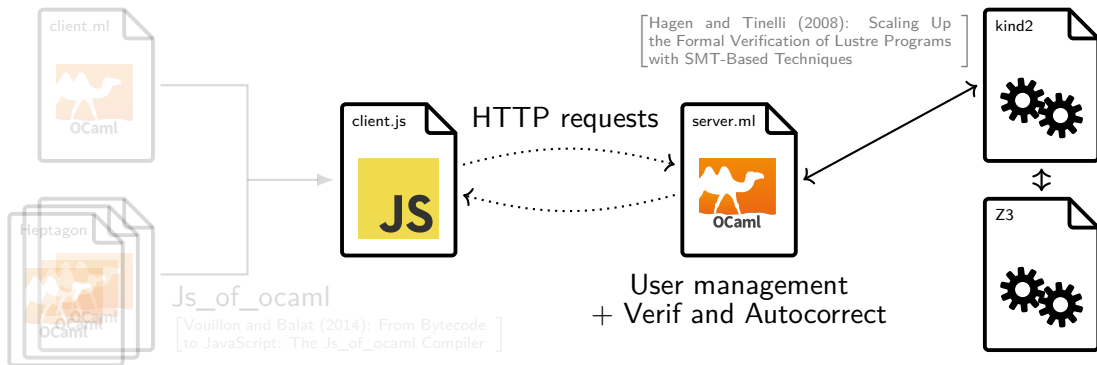 client.ml
OCaml
[Hagen and Tinelli (2008): Scaling Up
the Formal Verification of Lustre Programs
with SMT-Based Techniques]
kind2
client.js
JS
HTTP requests
server.ml
OCaml
Z3
Heptagon
OCaml
OCaml
Js_of_ocaml
[Vouillon and Balat (2014): From Bytecode
to JavaScript: The Js_of_ocaml Compiler]
User management
+ Verif and Autocorrect